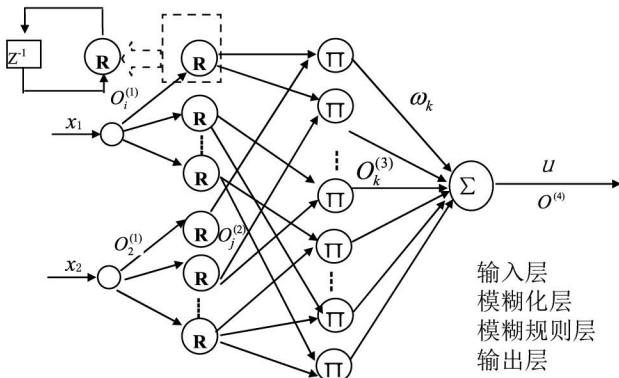 Z⁻¹
R
R
Π
O_i^{(1)}
ω_k
Π
x₁
R
R
O_k^{(3)}
Π
Σ
u
O^{(4)}
R
O_2^{(1)}
O_j^{(2)}
Π
x₂
R
输入层
模糊化层
R
Π
模糊规则层
Π
输出层